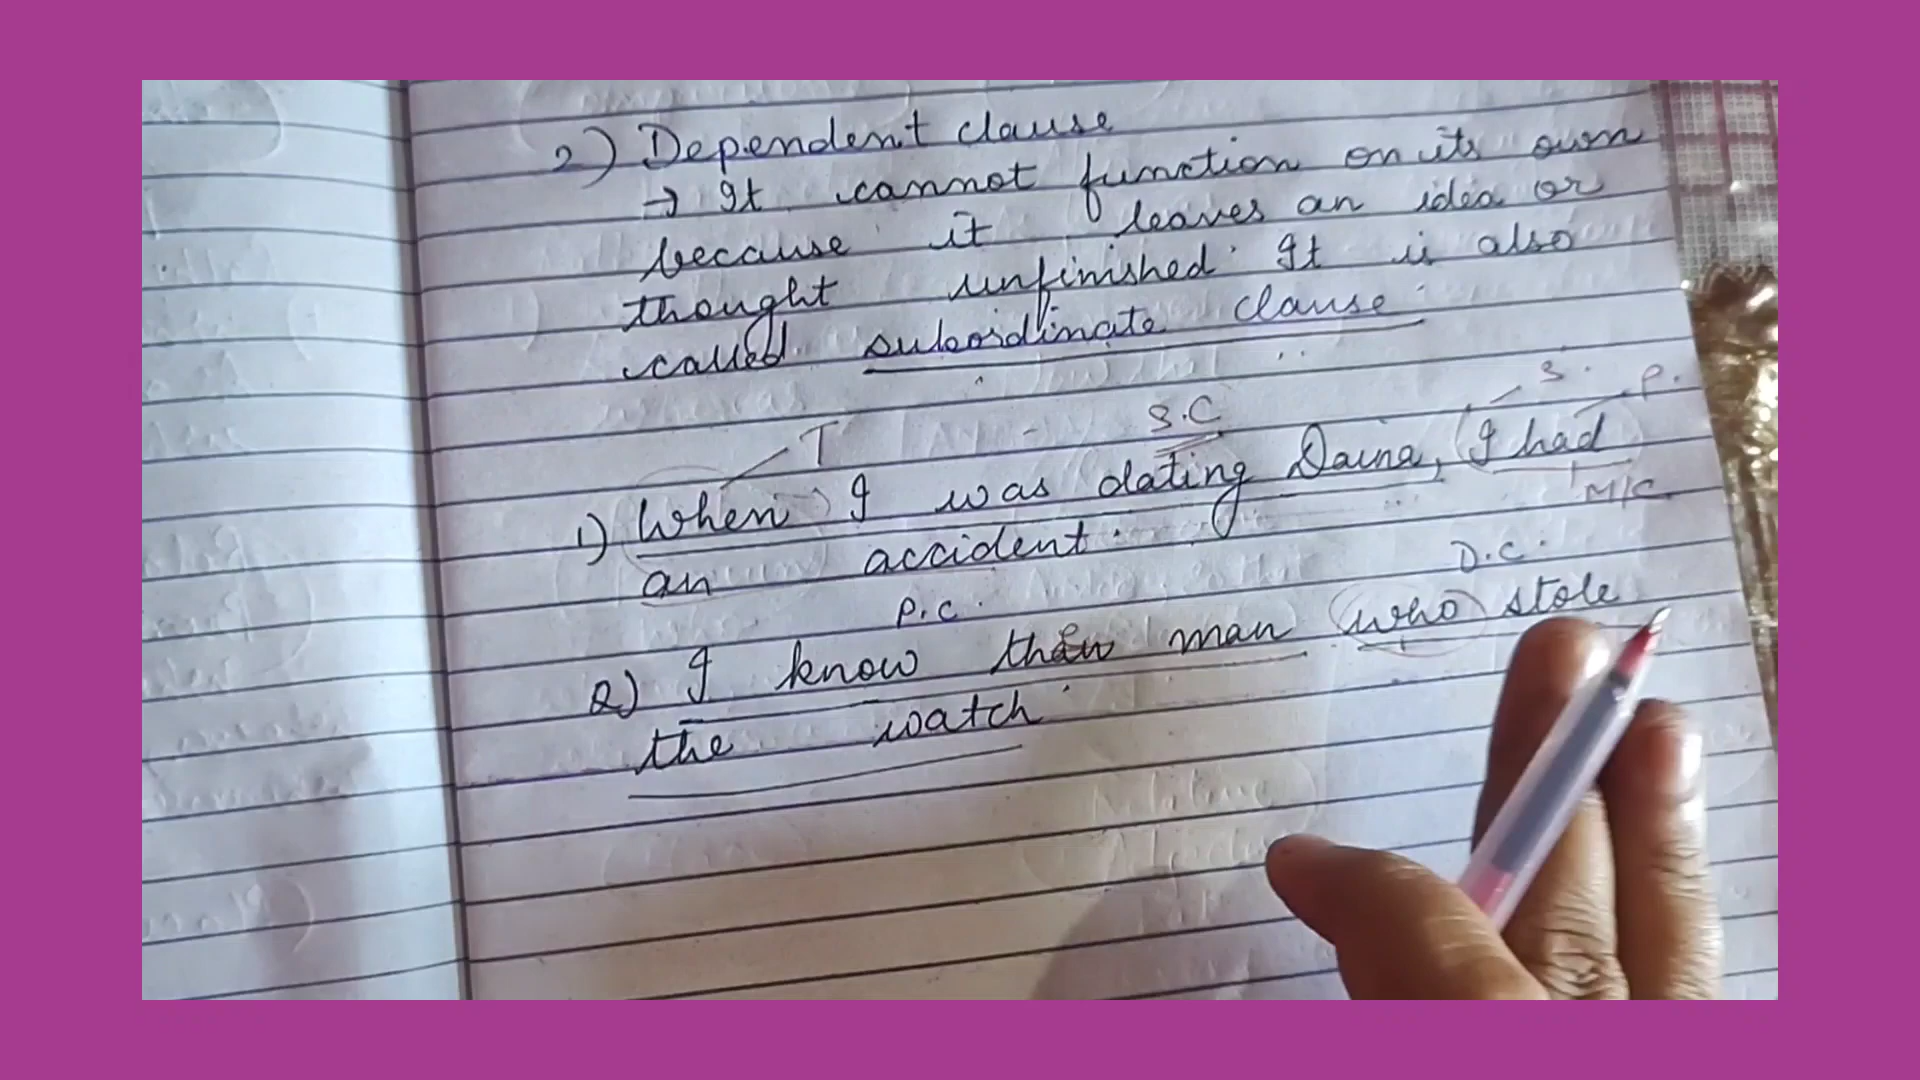 2) Dependent clause
→ It cannot function on its own
because it leaves an idea or
thought unfinished. It is also
called subordinate clause.
S. P.
T S.C
1) When I was dating Daina, I had
M/C
an accident.
D.C.
P.C.
2) I know the man who stole
the watch.